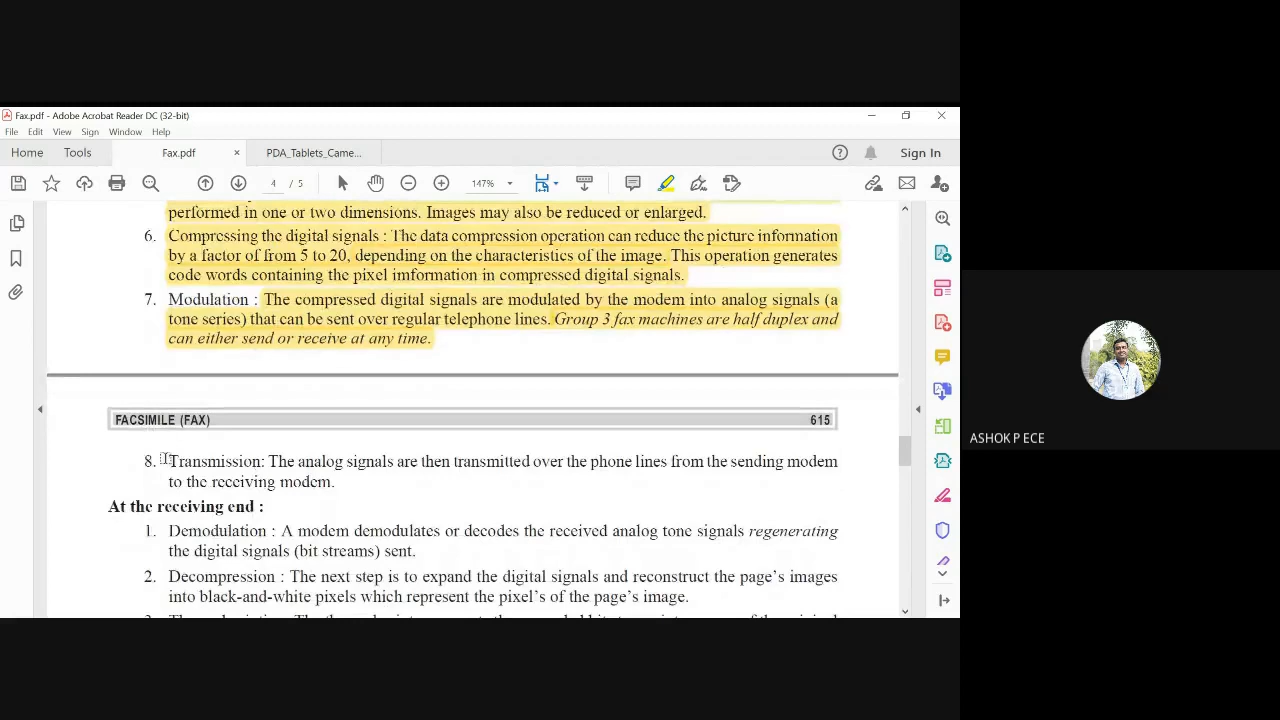 Fax.pdf - Adobe Acrobat Reader DC (32-bit)
File Edit View Sign Window Help
Home Tools Fax.pdf × PDA_Tablets_Came... Sign In
4 / 5 147%
performed in one or two dimensions. Images may also be reduced or enlarged.
6. Compressing the digital signals : The data compression operation can reduce the picture information
by a factor of from 5 to 20, depending on the characteristics of the image. This operation generates
code words containing the pixel imformation in compressed digital signals.
7. Modulation : The compressed digital signals are modulated by the modem into analog signals (a
tone series) that can be sent over regular telephone lines. Group 3 fax machines are half duplex and
can either send or receive at any time.
FACSIMILE (FAX) 615
8. Transmission: The analog signals are then transmitted over the phone lines from the sending modem
to the receiving modem.
At the receiving end :
1. Demodulation : A modem demodulates or decodes the received analog tone signals regenerating
the digital signals (bit streams) sent.
2. Decompression : The next step is to expand the digital signals and reconstruct the page's images
into black-and-white pixels which represent the pixel's of the page's image.
ASHOK P ECE